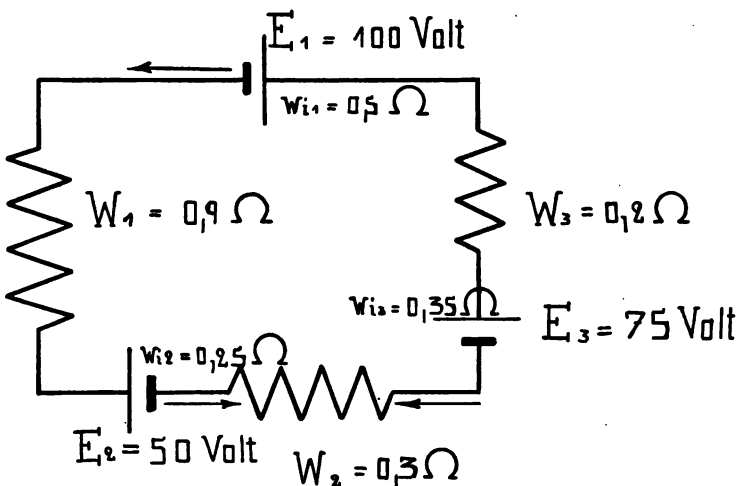 E₁ = 100 Volt
wi₁ = 0,5 Ω
W₁ = 0,9 Ω
W₃ = 0,2 Ω
wi₃ = 0,35 Ω
E₃ = 75 Volt
wi₂ = 0,25 Ω
E₂ = 50 Volt
W₂ = 0,3 Ω